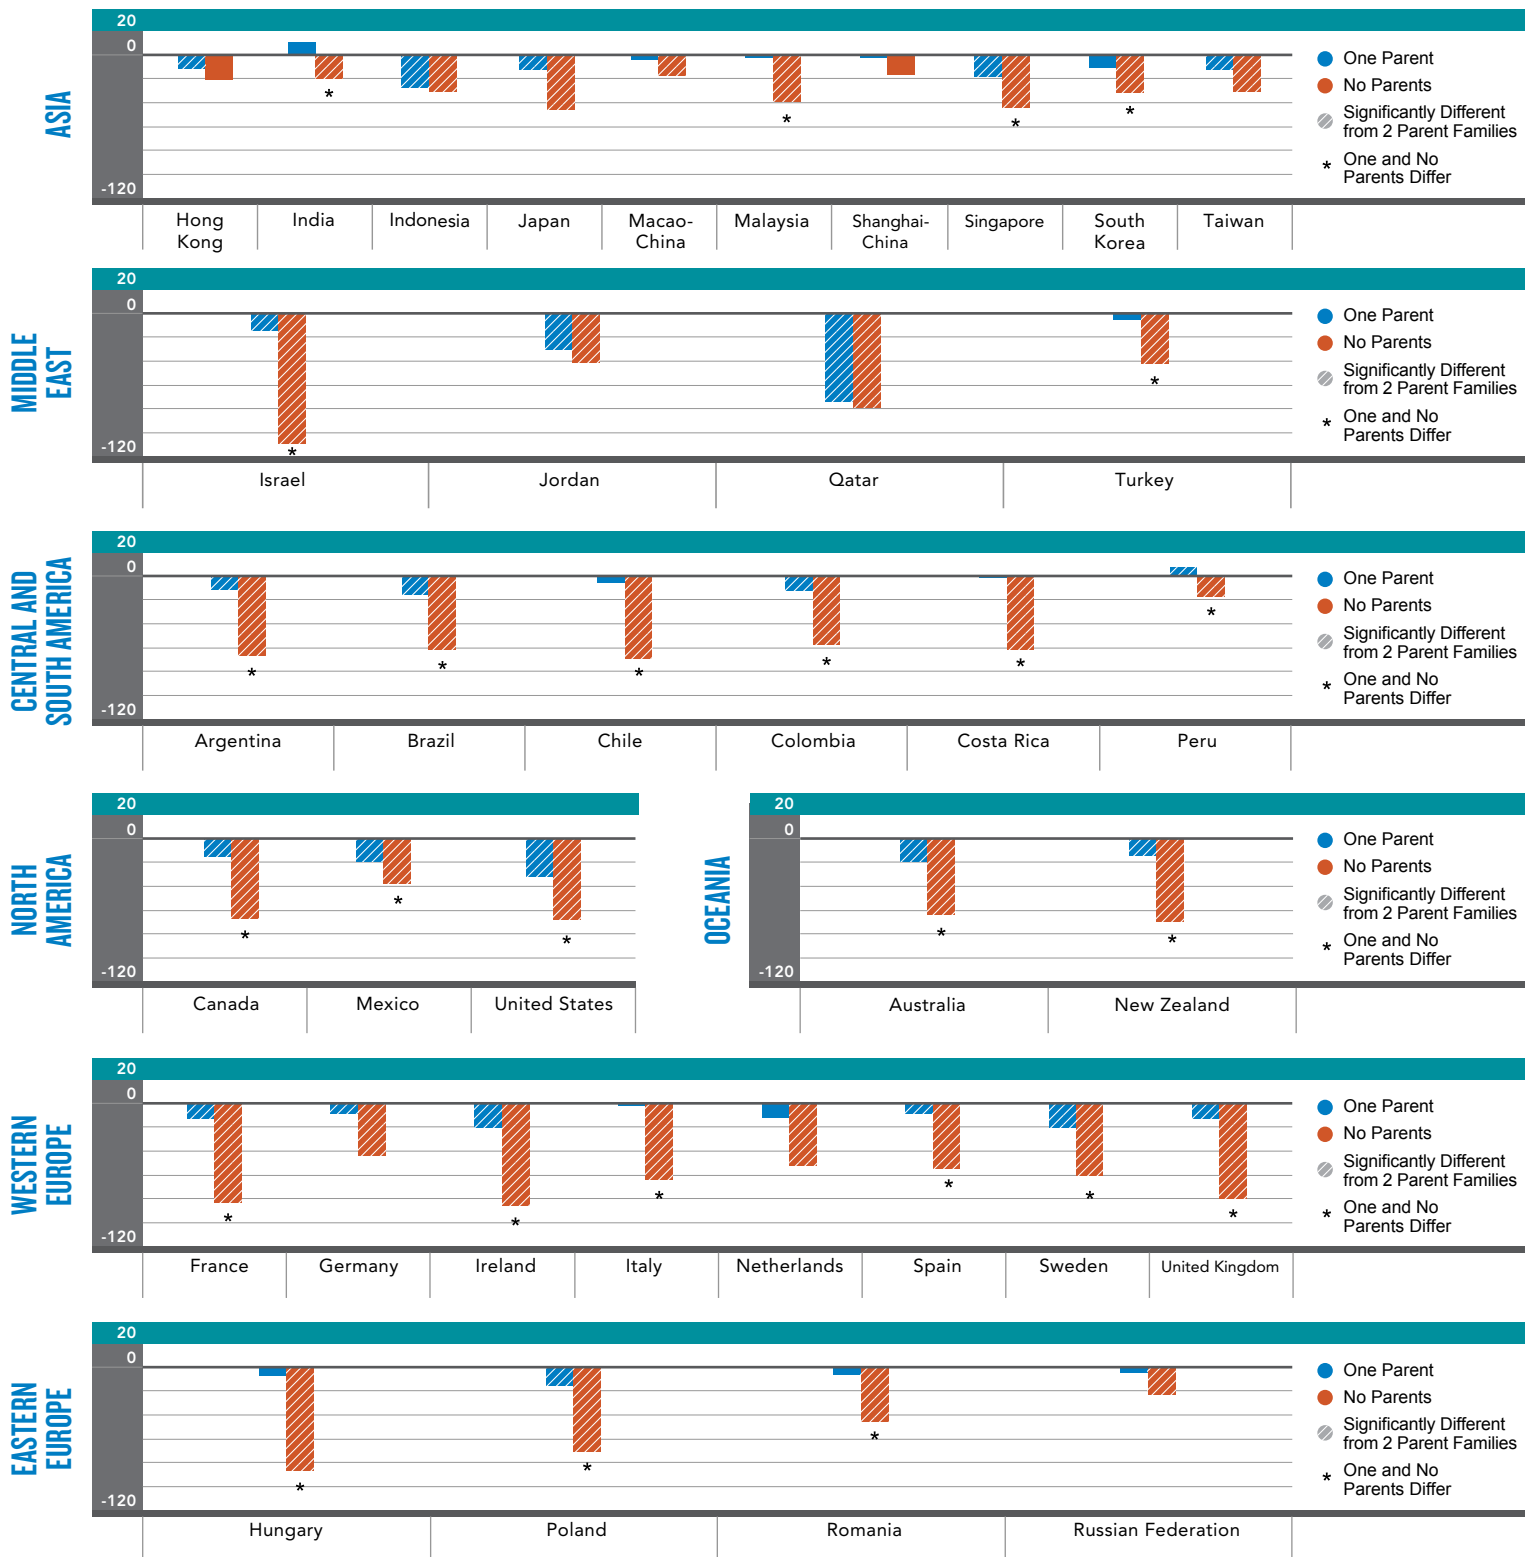 ASIA
20
0
-120
One Parent
No Parents
Significantly Different
from 2 Parent Families
* One and No
Parents Differ
* * * *
*
Hong
Kong
India
Indonesia
Japan
Macao-
China
Malaysia
Shanghai-
China
Singapore
South
Korea
Taiwan
MIDDLE
EAST
20
0
-120
One Parent
No Parents
Significantly Different
from 2 Parent Families
* One and No
Parents Differ
* *
Israel
Jordan
Qatar
Turkey
CENTRAL AND
SOUTH AMERICA
20
0
-120
One Parent
No Parents
Significantly Different
from 2 Parent Families
* One and No
Parents Differ
* * * * * *
Argentina
Brazil
Chile
Colombia
Costa Rica
Peru
NORTH
AMERICA
20
0
-120
* * *
Canada
Mexico
United States
OCEANIA
20
0
-120
One Parent
No Parents
Significantly Different
from 2 Parent Families
* One and No
Parents Differ
* *
Australia
New Zealand
WESTERN
EUROPE
20
0
-120
One Parent
No Parents
Significantly Different
from 2 Parent Families
* One and No
Parents Differ
* * * * * *
France
Germany
Ireland
Italy
Netherlands
Spain
Sweden
United Kingdom
EASTERN
EUROPE
20
0
-120
One Parent
No Parents
Significantly Different
from 2 Parent Families
* One and No
Parents Differ
* * *
Hungary
Poland
Romania
Russian Federation